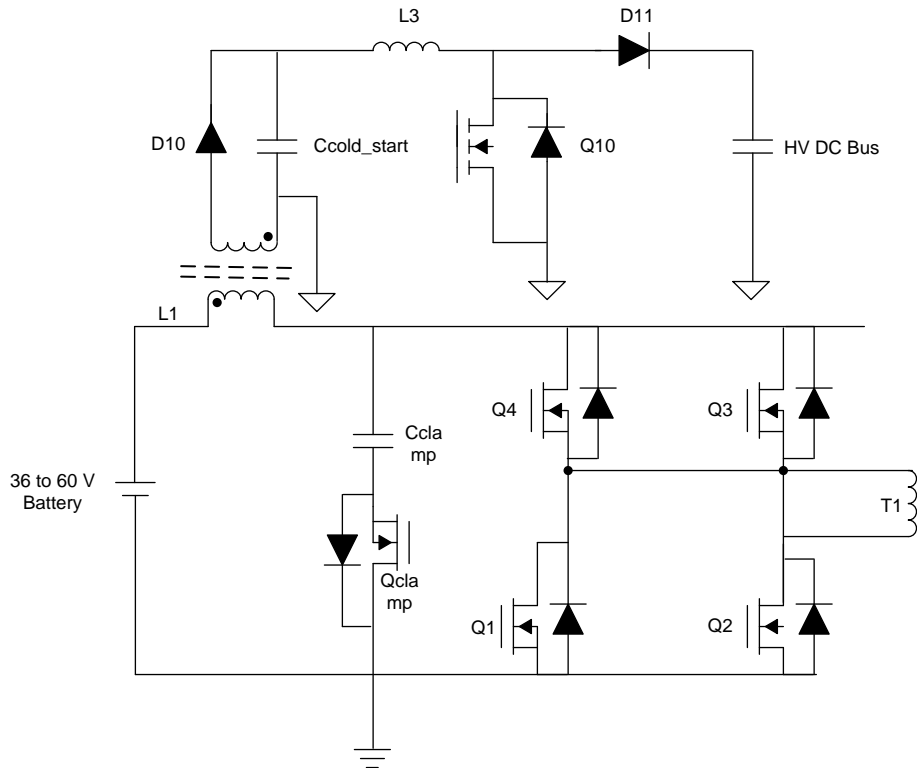 L3
D11
D10
Ccold_start
Q10
HV DC Bus
L1
Q4
Q3
Ccla
mp
36 to 60 V
Battery
T1
Qcla
mp
Q1
Q2